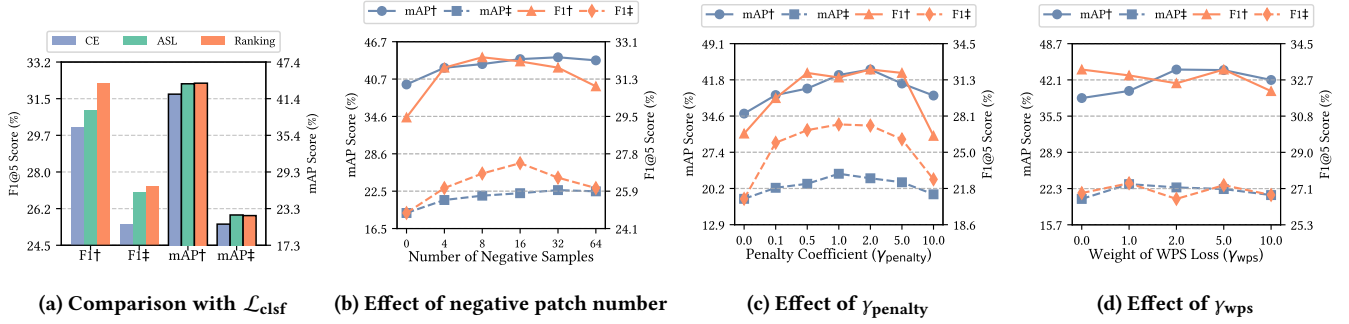 CE ASL Ranking
33.2 47.4
31.5 41.4
29.7 35.4
28.0 29.3
26.2 23.3
24.5 17.3
F1@5 Score (%)
mAP Score (%)
F1† F1‡ mAP† mAP‡
(a) Comparison with ℒclsf
mAP† mAP‡ F1† F1‡
46.7 33.1
40.7 31.3
34.6 29.5
28.6 27.8
22.5 25.9
16.5 24.1
mAP Score (%)
F1@5 Score (%)
0 4 8 16 32 64
Number of Negative Samples
(b) Effect of negative patch number
mAP† mAP‡ F1† F1‡
49.1 34.5
41.8 31.3
34.6 28.1
27.4 25.0
20.2 21.8
12.9 18.6
mAP Score (%)
F1@5 Score (%)
0.0 0.1 0.5 1.0 2.0 5.0 10.0
Penalty Coefficient (γpenalty)
(c) Effect of γpenalty
mAP† mAP‡ F1† F1‡
48.7 34.5
42.1 32.7
35.5 30.8
28.9 29.0
22.3 27.1
15.7 25.3
mAP Score (%)
F1@5 Score (%)
0.0 1.0 2.0 5.0 10.0
Weight of WPS Loss (γwps)
(d) Effect of γwps